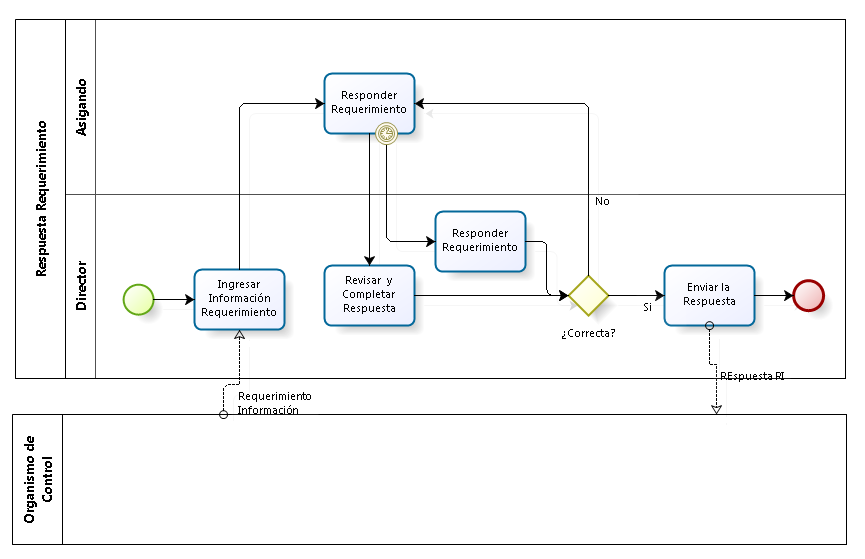 Respuesta Requerimiento
Asigando
Responder
Requerimiento
No
Director
Responder
Requerimiento
Ingresar
Información
Requerimiento
Revisar y
Completar
Respuesta
¿Correcta?
Si
Enviar la
Respuesta
REspuesta RI
Requerimiento
Información
Organismo de
Control